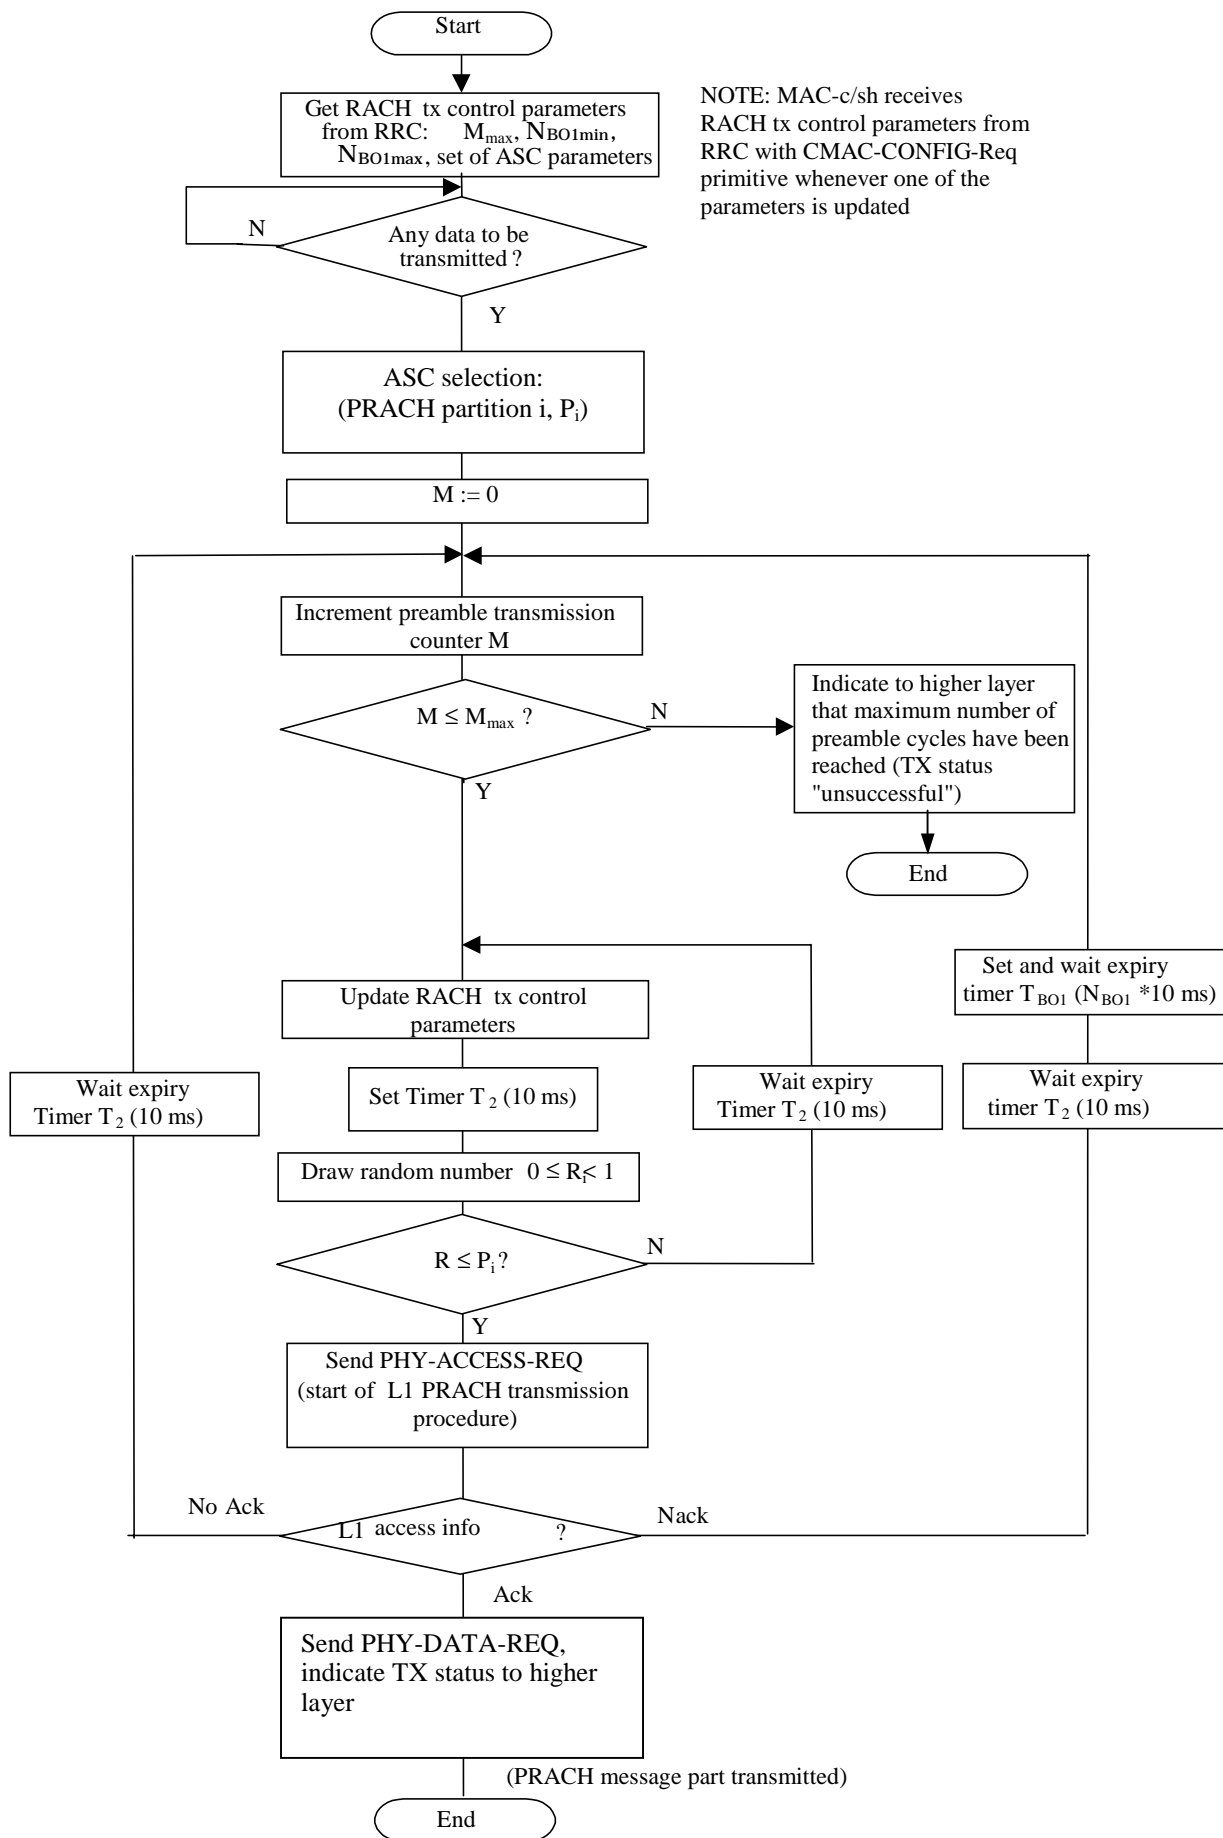 Start
Get RACH tx control parameters
from RRC: Mmax, NBO1min,
NBO1max, set of ASC parameters
NOTE: MAC-c/sh receives
RACH tx control parameters from
RRC with CMAC-CONFIG-Req
primitive whenever one of the
parameters is updated
N
Any data to be
transmitted ?
Y
ASC selection:
(PRACH partition i, Pi)
M := 0
Increment preamble transmission
counter M
M ≤ Mmax ?
N
Y
Indicate to higher layer
that maximum number of
preamble cycles have been
reached (TX status
"unsuccessful")
End
Update RACH tx control
parameters
Set and wait expiry
timer TBO1 (NBO1 *10 ms)
Wait expiry
Timer T2 (10 ms)
Set Timer T2 (10 ms)
Wait expiry
Timer T2 (10 ms)
Wait expiry
timer T2 (10 ms)
Draw random number 0 ≤ Ri< 1
R ≤ Pi ?
N
Y
Send PHY-ACCESS-REQ
(start of L1 PRACH transmission
procedure)
No Ack
L1 access info ?
Nack
Ack
Send PHY-DATA-REQ,
indicate TX status to higher
layer
(PRACH message part transmitted)
End